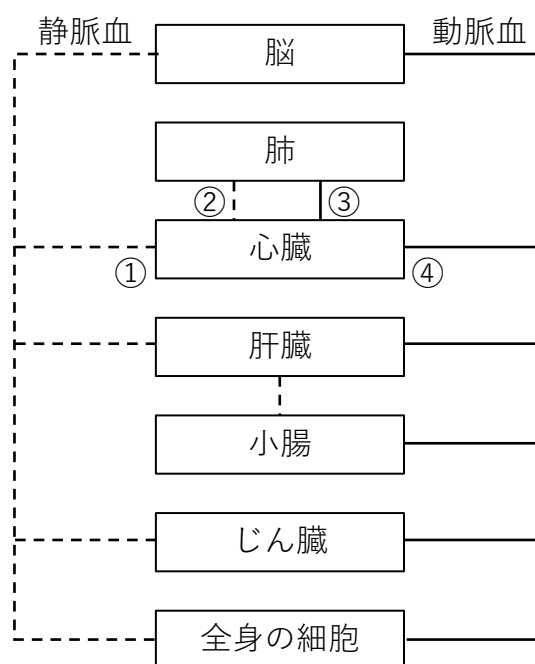 静脈血
脳
動脈血
肺
②
③
①
心臓
④
肝臓
小腸
じん臓
全身の細胞